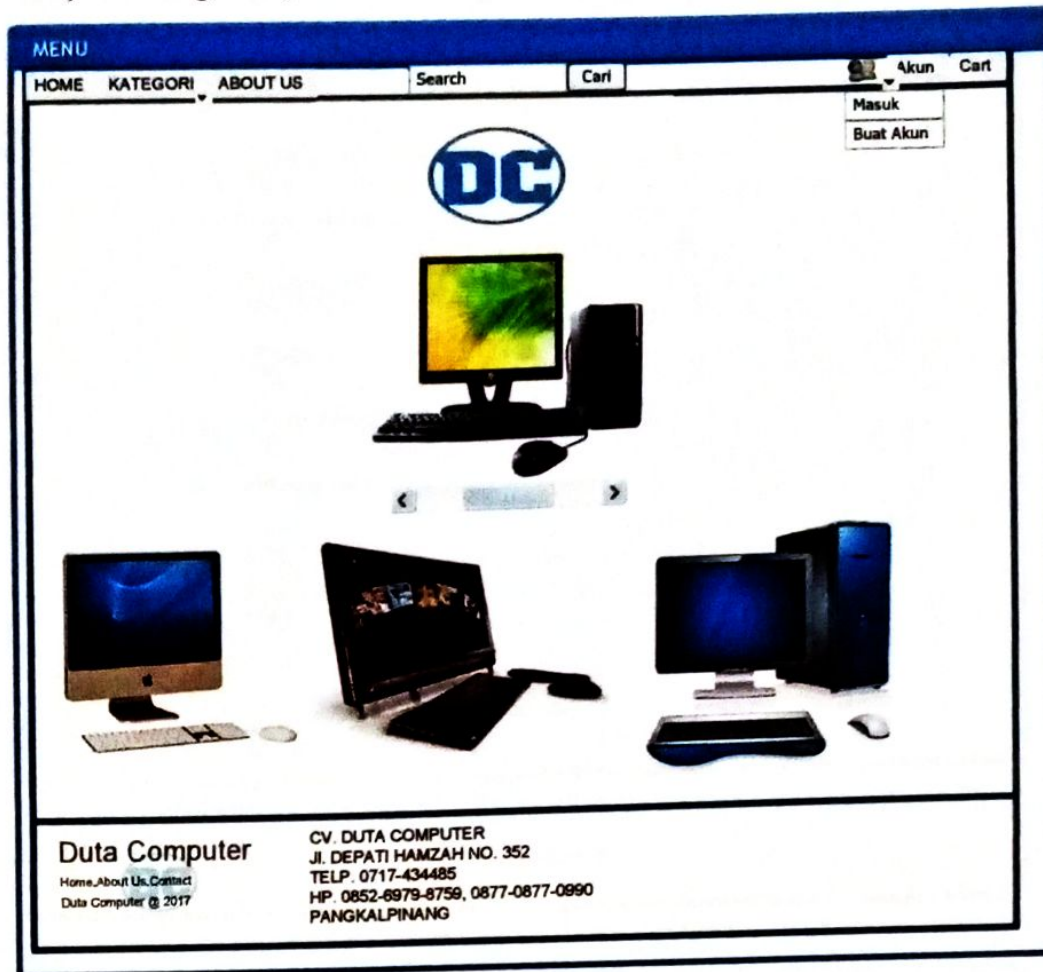 MENU
HOME KATEGORI ABOUT US Search Cari Akun Cart
Masuk
Buat Akun
DC
Duta Computer
Home,About Us,Contact
Duta Computer @ 2017
CV. DUTA COMPUTER
Jl. DEPATI HAMZAH NO. 352
TELP. 0717-434485
HP. 0852-6979-8759, 0877-0877-0990
PANGKALPINANG